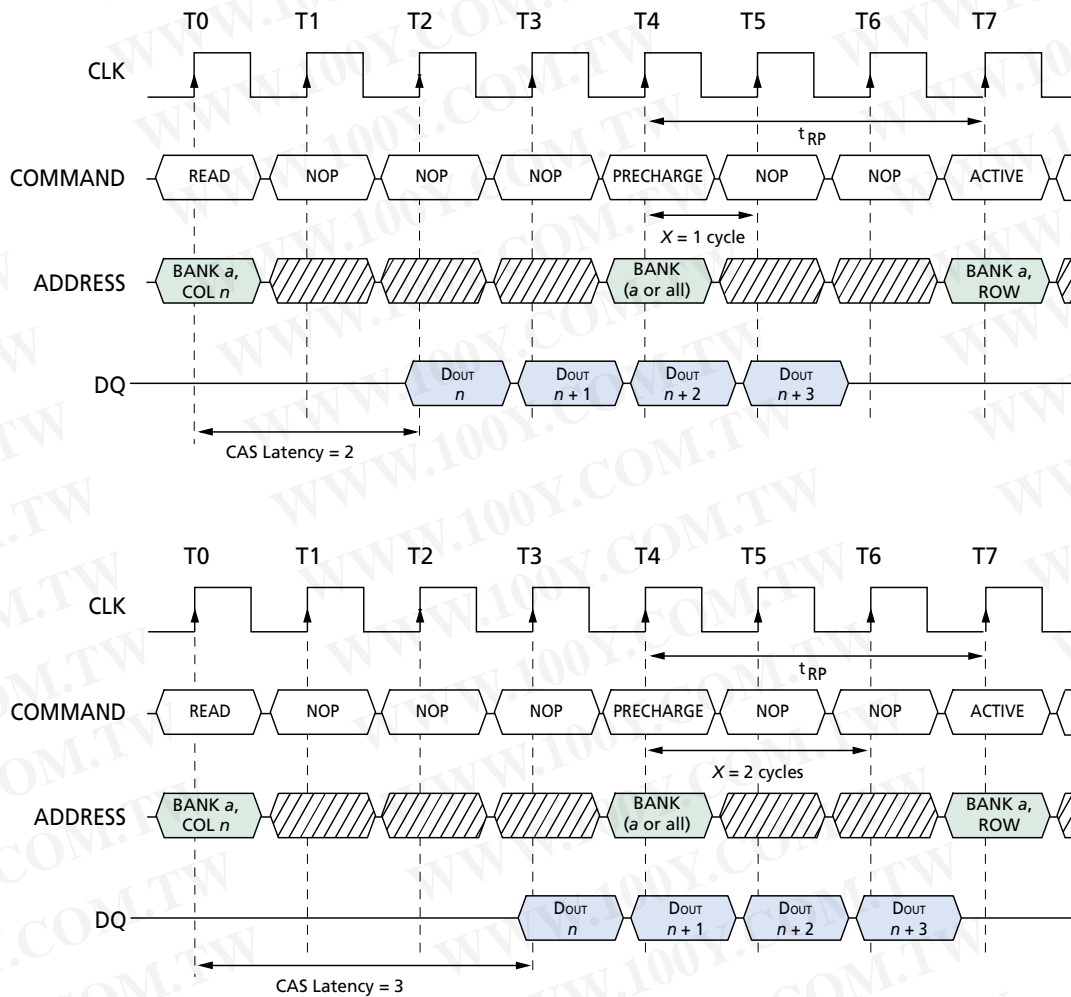 T0 T1 T2 T3 T4 T5 T6 T7
CLK
tRP
COMMAND READ NOP NOP NOP PRECHARGE NOP NOP ACTIVE
X = 1 cycle
ADDRESS BANK a, COL n BANK (a or all) BANK a, ROW
DQ DOUT n DOUT n + 1 DOUT n + 2 DOUT n + 3
CAS Latency = 2
T0 T1 T2 T3 T4 T5 T6 T7
CLK
tRP
COMMAND READ NOP NOP NOP PRECHARGE NOP NOP ACTIVE
X = 2 cycles
ADDRESS BANK a, COL n BANK (a or all) BANK a, ROW
DQ DOUT n DOUT n + 1 DOUT n + 2 DOUT n + 3
CAS Latency = 3
WWW.100Y.COM.TW